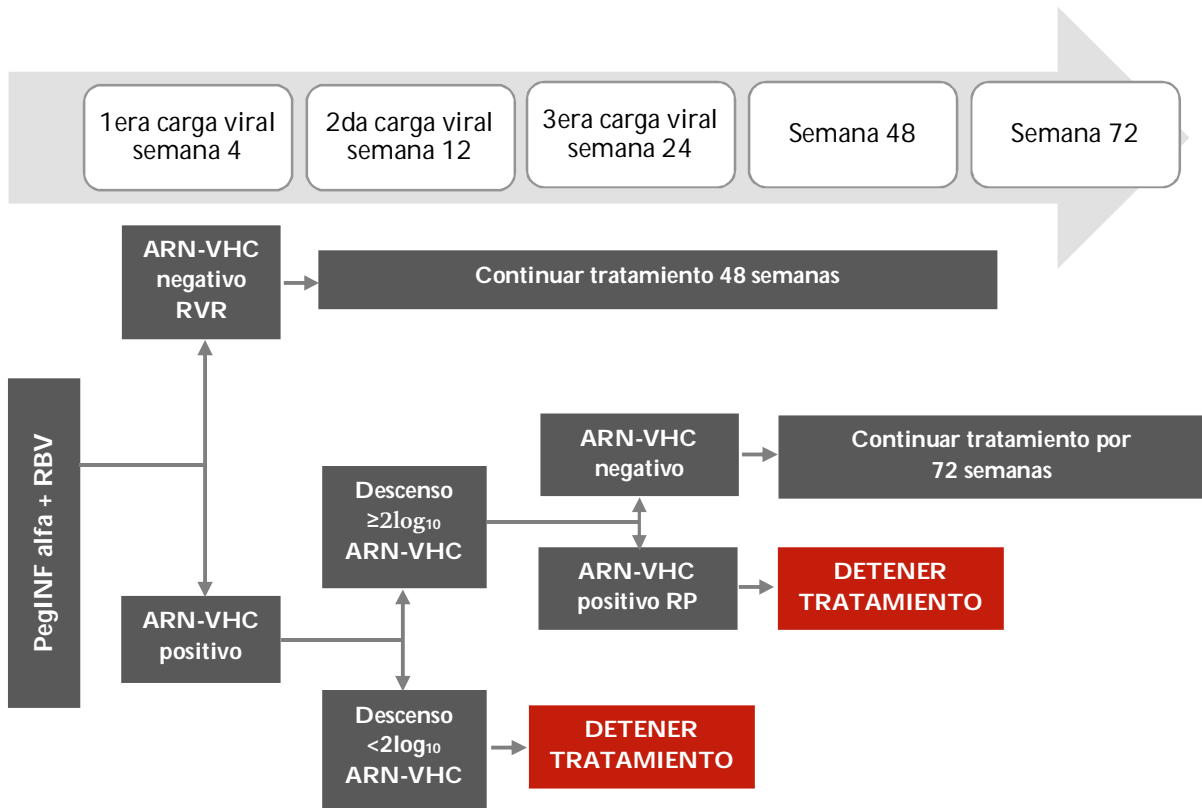 1era carga viral
semana 4
2da carga viral
semana 12
3era carga viral
semana 24
Semana 48
Semana 72
ARN-VHC
negativo
RVR
Continuar tratamiento 48 semanas
PegINF alfa + RBV
ARN-VHC
positivo
Descenso
≥2log₁₀
ARN-VHC
Descenso
<2log₁₀
ARN-VHC
ARN-VHC
negativo
Continuar tratamiento por
72 semanas
ARN-VHC
positivo RP
DETENER
TRATAMIENTO
DETENER
TRATAMIENTO